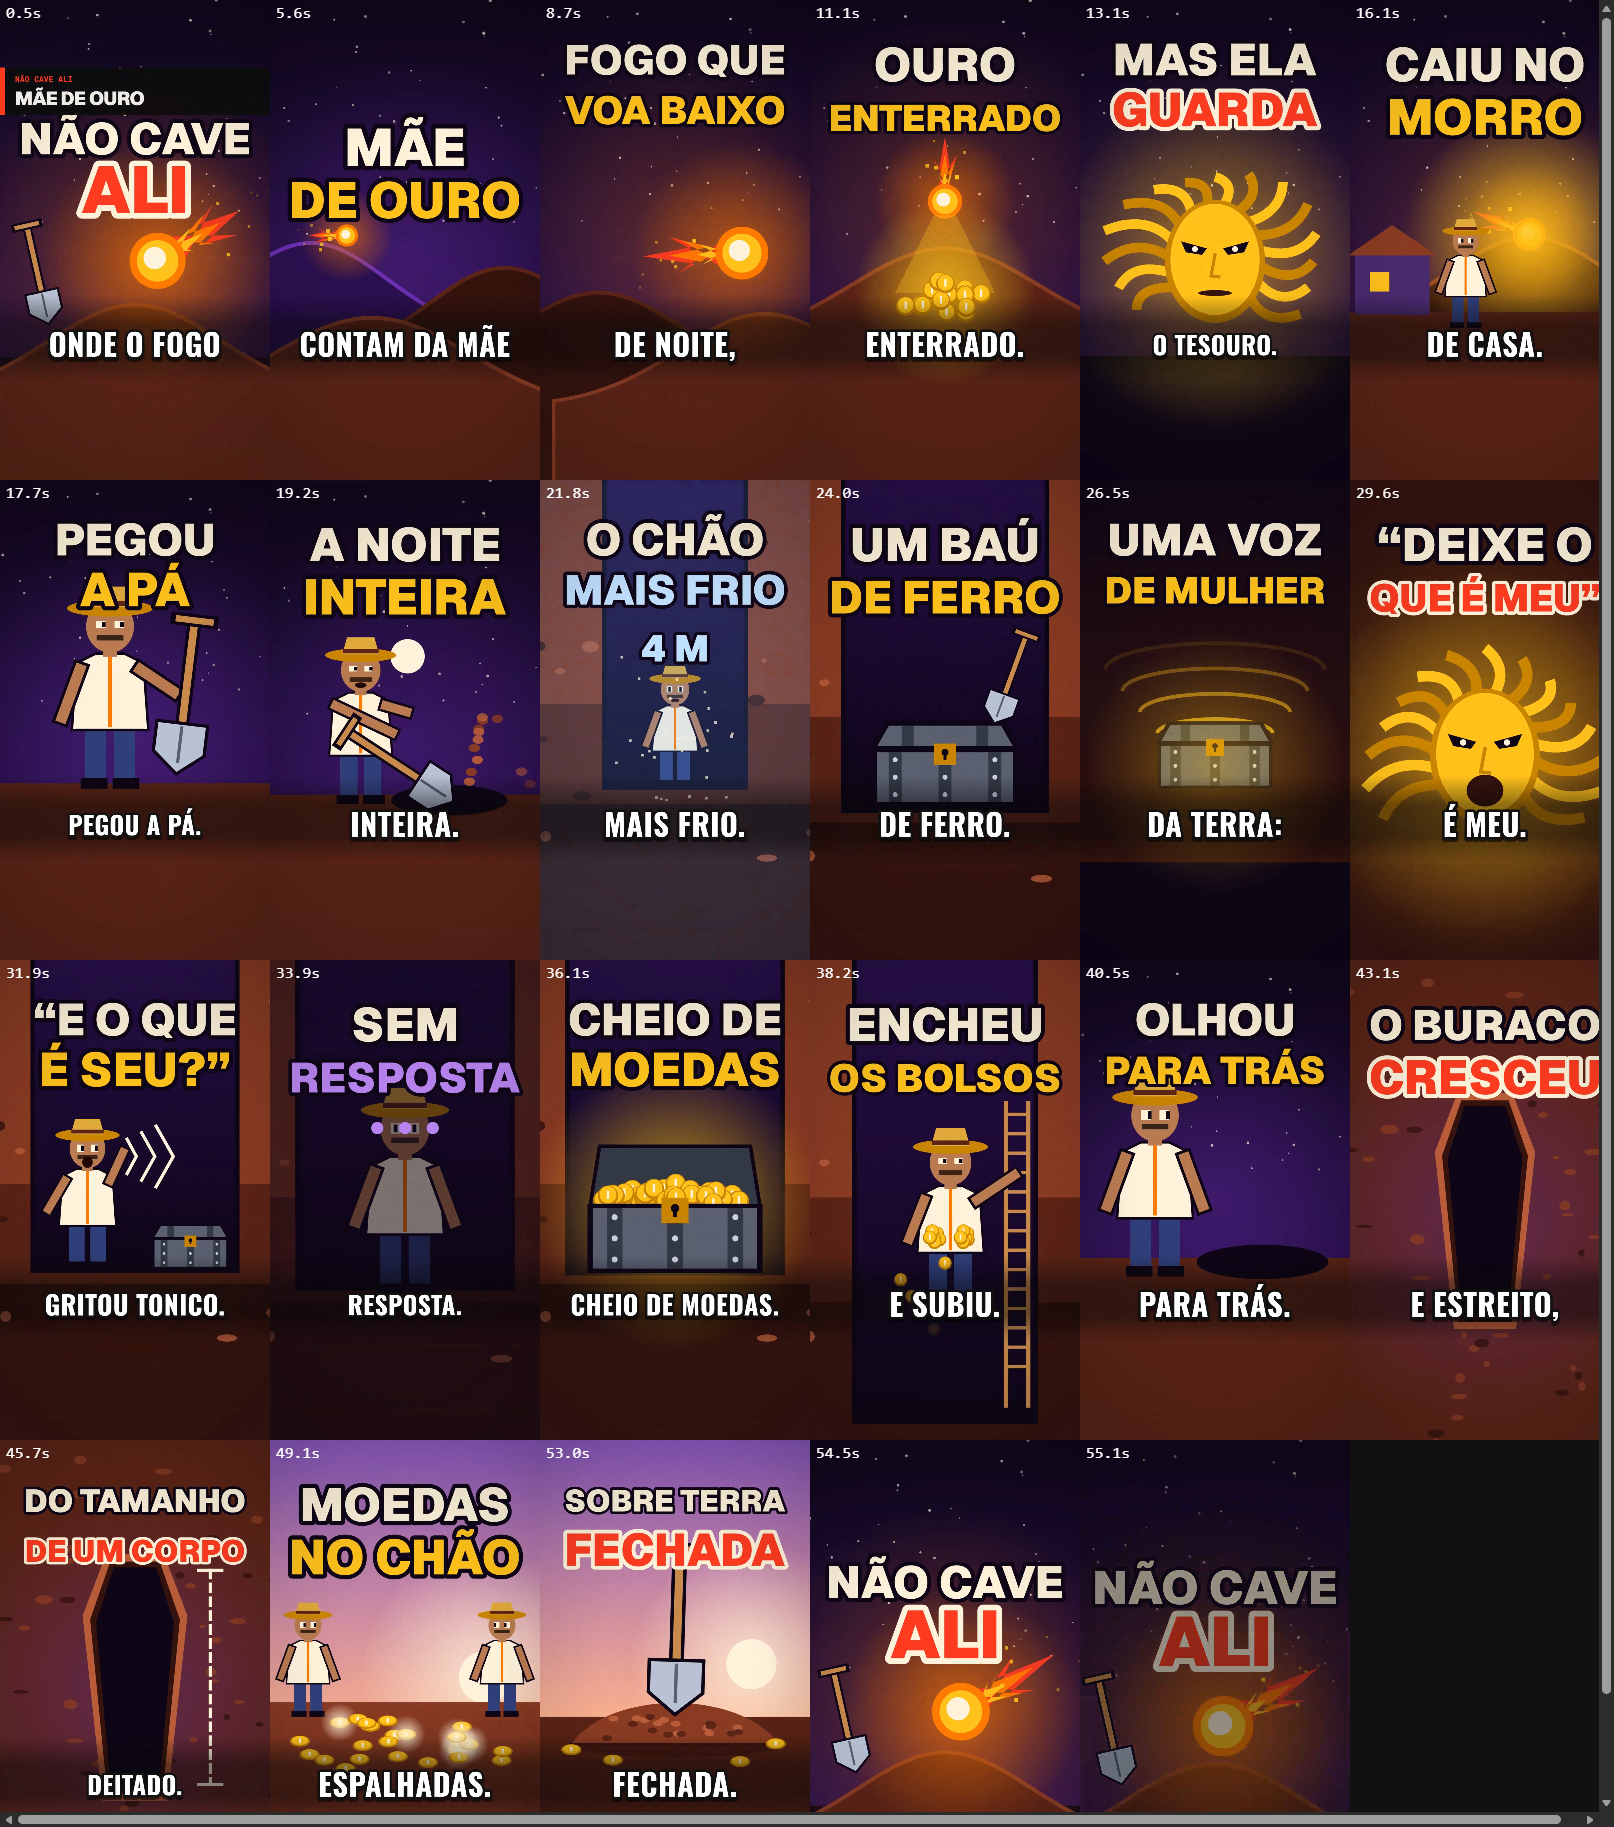 0.5s
NÃO CAVE ALI
MÃE DE OURO
NÃO CAVE
ALI
ONDE O FOGO
5.6s
MÃE
DE OURO
CONTAM DA MÃE
8.7s
FOGO QUE
VOA BAIXO
DE NOITE,
11.1s
OURO
ENTERRADO
ENTERRADO.
13.1s
MAS ELA
GUARDA
O TESOURO.
16.1s
CAIU NO
MORRO
DE CASA.
17.7s
PEGOU
A PÁ
PEGOU A PÁ.
19.2s
A NOITE
INTEIRA
INTEIRA.
21.8s
O CHÃO
MAIS FRIO
4 M
MAIS FRIO.
24.0s
UM BAÚ
DE FERRO
DE FERRO.
26.5s
UMA VOZ
DE MULHER
DA TERRA:
29.6s
“DEIXE O
QUE É MEU”
É MEU.
31.9s
“E O QUE
É SEU?”
GRITOU TONICO.
33.9s
SEM
RESPOSTA
RESPOSTA.
36.1s
CHEIO DE
MOEDAS
CHEIO DE MOEDAS.
38.2s
ENCHEU
OS BOLSOS
E SUBIU.
40.5s
OLHOU
PARA TRÁS
PARA TRÁS.
43.1s
O BURACO
CRESCEU
E ESTREITO,
45.7s
DO TAMANHO
DE UM CORPO
DEITADO.
49.1s
MOEDAS
NO CHÃO
ESPALHADAS.
53.0s
SOBRE TERRA
FECHADA
FECHADA.
54.5s
NÃO CAVE
ALI
55.1s
NÃO CAVE
ALI